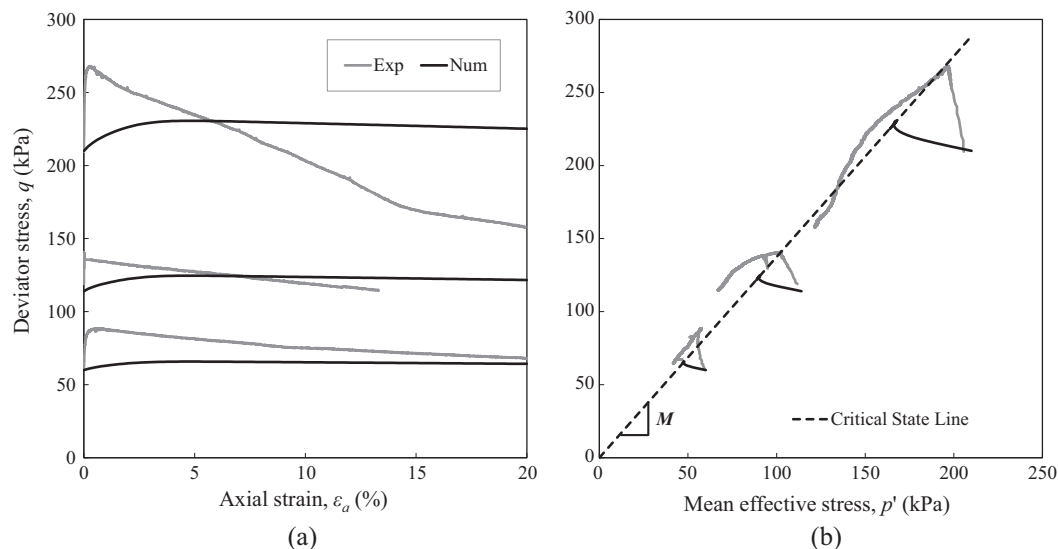 300
250
200
150
100
50
0
Deviator stress, q (kPa)
Exp
Num
0
5
10
15
20
Axial strain, εa (%)
(a)
300
250
200
150
100
50
0
M
Critical State Line
0
50
100
150
200
250
Mean effective stress, p' (kPa)
(b)